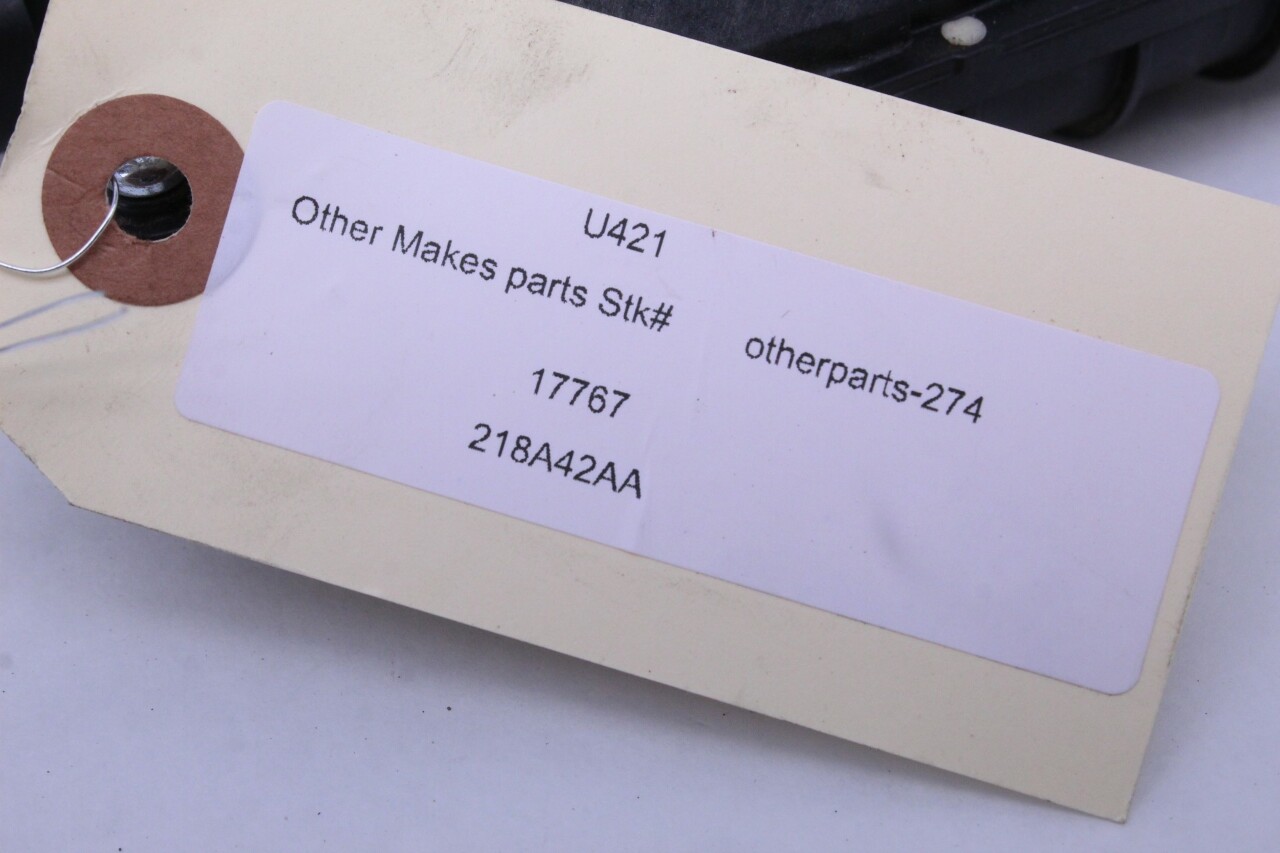 U421
Other Makes parts Stk#
otherparts-274
17767
218A42AA